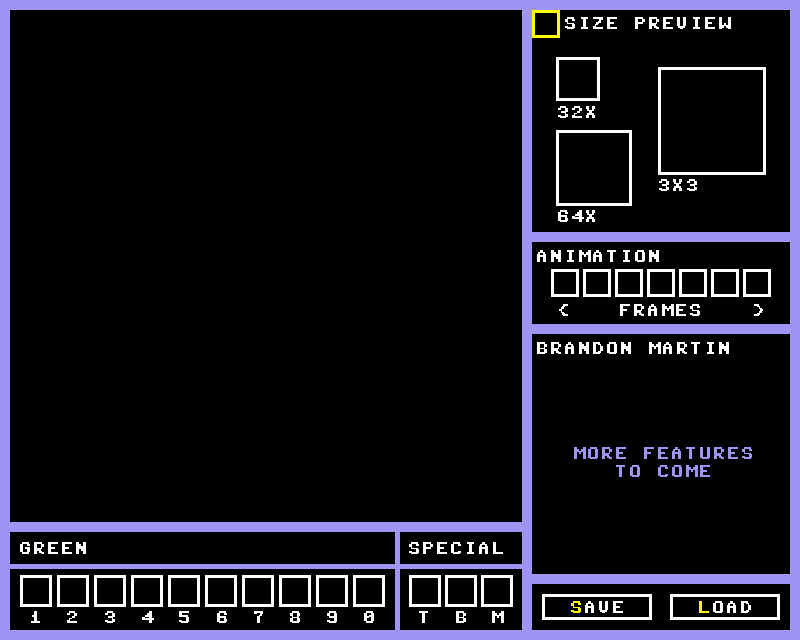 SIZE PREVIEW
32X
3X3
64X
ANIMATION
< FRAMES >
BRANDON MARTIN
MORE FEATURES
TO COME
GREEN
SPECIAL
1 2 3 4 5 6 7 8 9 0
T B M
SAVE
LOAD